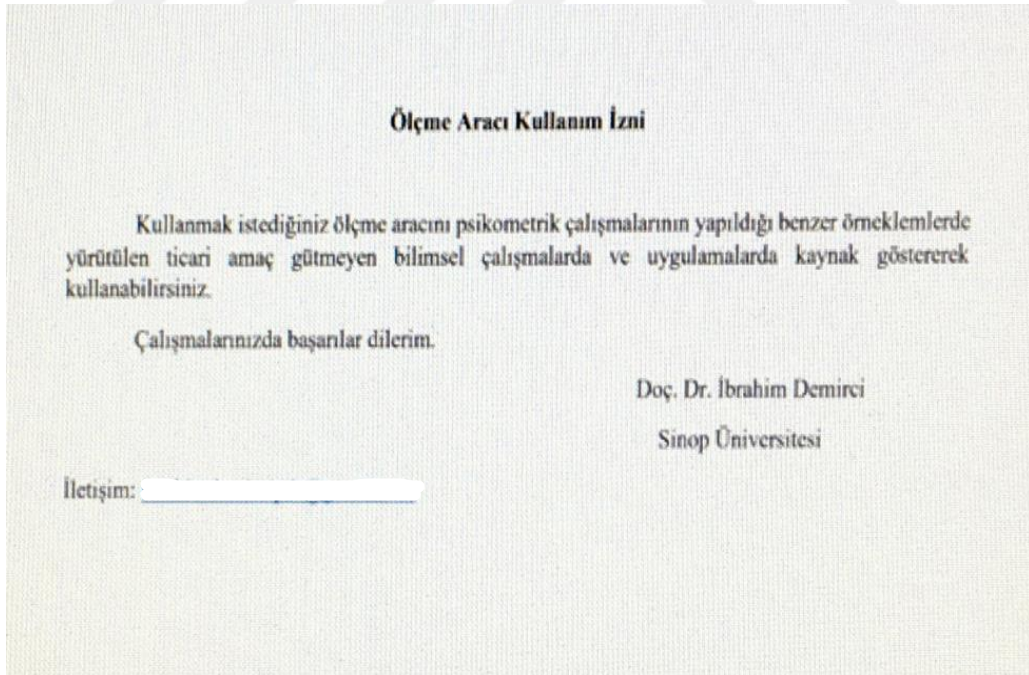 Ölçme Aracı Kullanım İzni
Kullanmak istediğiniz ölçme aracını psikometrik çalışmalarının yapıldığı benzer örneklemlerde
yürütülen ticari amaç gütmeyen bilimsel çalışmalarda ve uygulamalarda kaynak göstererek
kullanabilirsiniz.
Çalışmalarınızda başarılar dilerim.
Doç. Dr. İbrahim Demirci
Sinop Üniversitesi
İletişim: